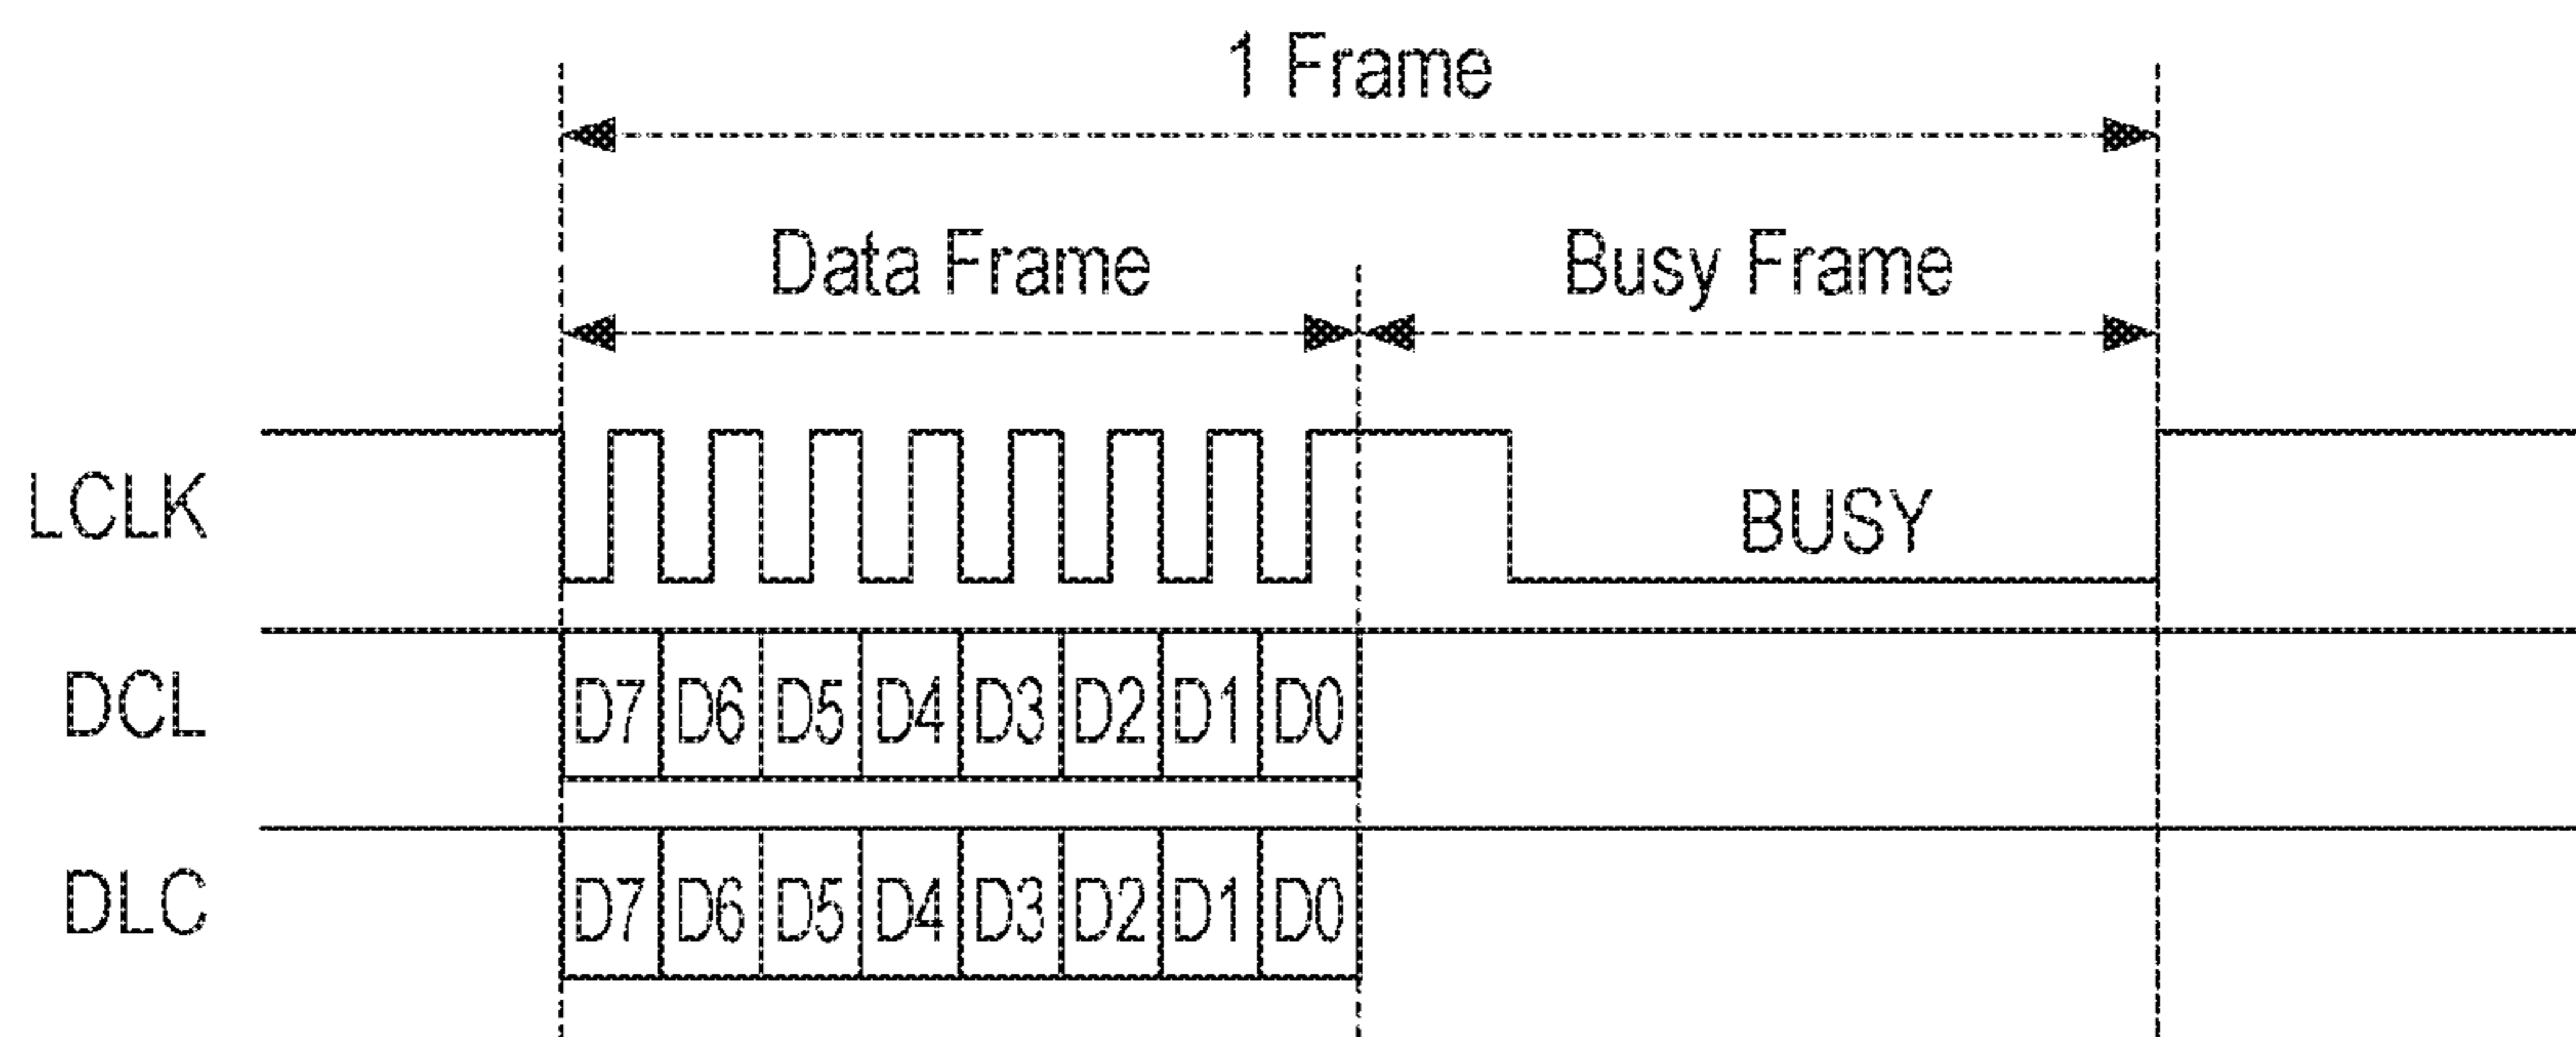 1 Frame
Data Frame Busy Frame
LCLK BUSY
DCL D7 D6 D5 D4 D3 D2 D1 D0
DLC D7 D6 D5 D4 D3 D2 D1 D0